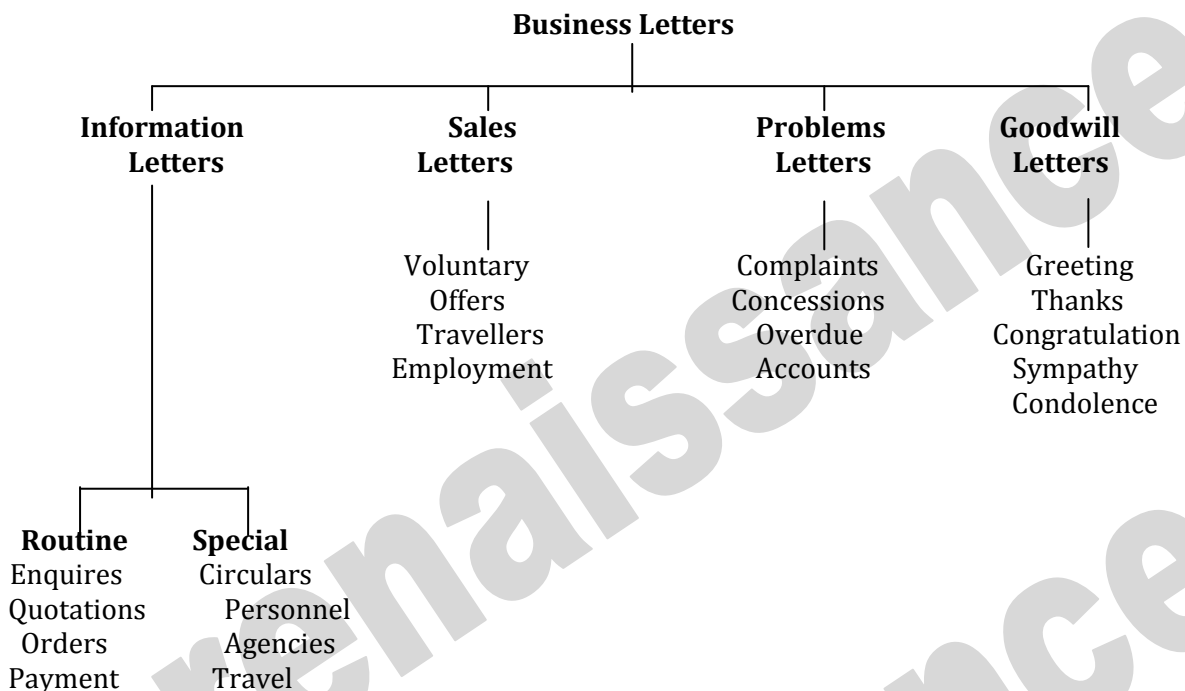 Business Letters
Information Sales Problems Goodwill
Letters Letters Letters Letters
Voluntary Complaints Greeting
Offers Concessions Thanks
Travellers Overdue Congratulation
Employment Accounts Sympathy
Condolence
Routine Special
Enquires Circulars
Quotations Personnel
Orders Agencies
Payment Travel
renaissance